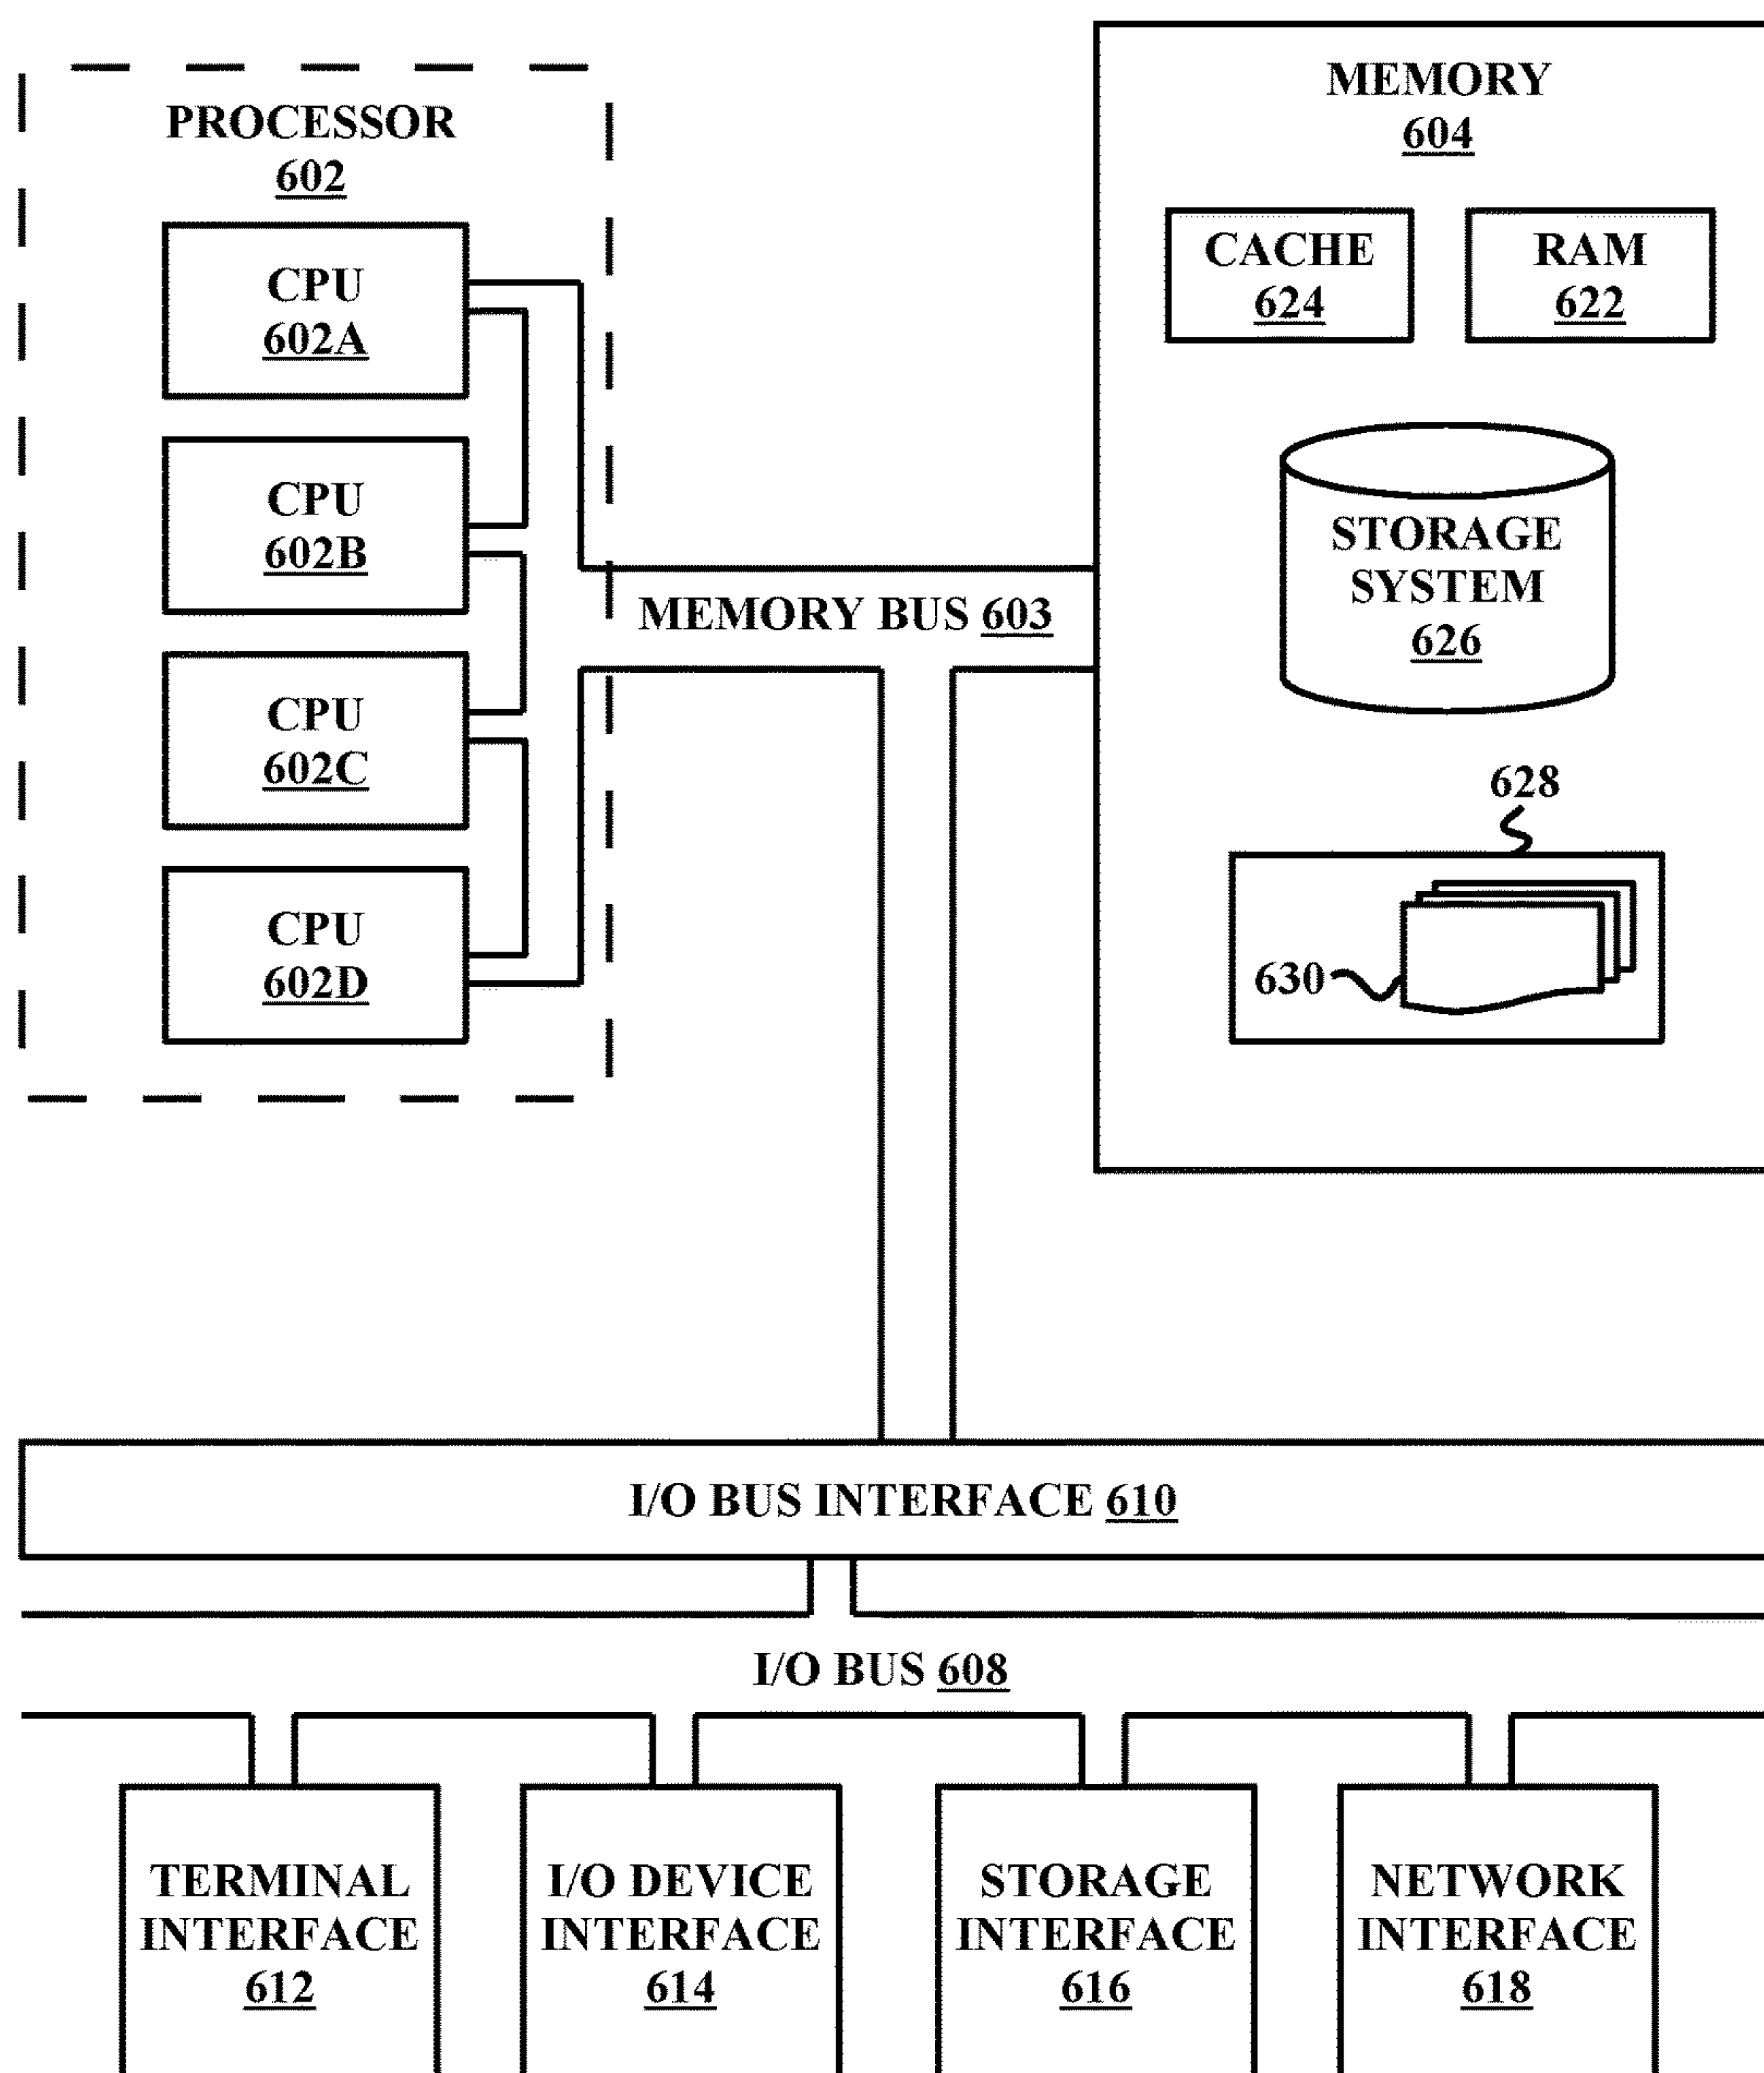 PROCESSOR
602
CPU
602A
CPU
602B
CPU
602C
CPU
602D
MEMORY BUS 603
MEMORY
604
CACHE
624
RAM
622
STORAGE
SYSTEM
626
628
630
I/O BUS INTERFACE 610
I/O BUS 608
TERMINAL
INTERFACE
612
I/O DEVICE
INTERFACE
614
STORAGE
INTERFACE
616
NETWORK
INTERFACE
618